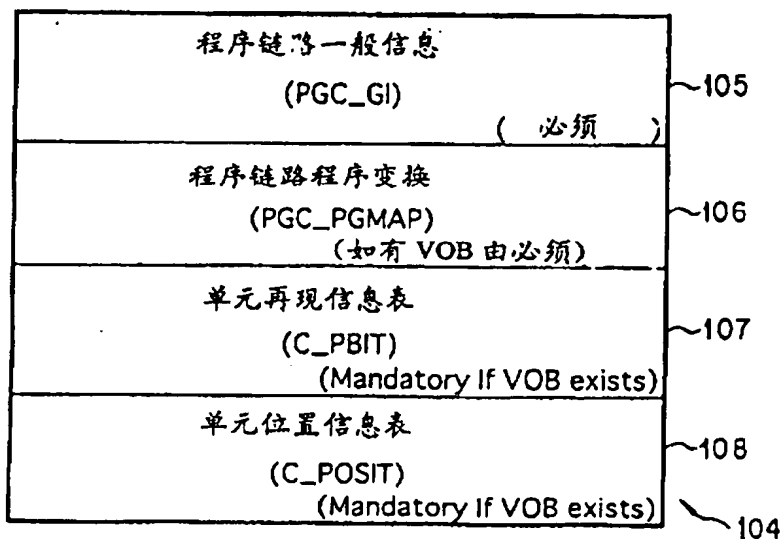 程序链路一般信息
(PGC_GI)
( 必须 )
105
程序链路程序变换
(PGC_PGMAP)
(如有 VOB 由必须)
106
单元再现信息表
(C_PBIT)
(Mandatory If VOB exists)
107
单元位置信息表
(C_POSIT)
(Mandatory If VOB exists)
108
104